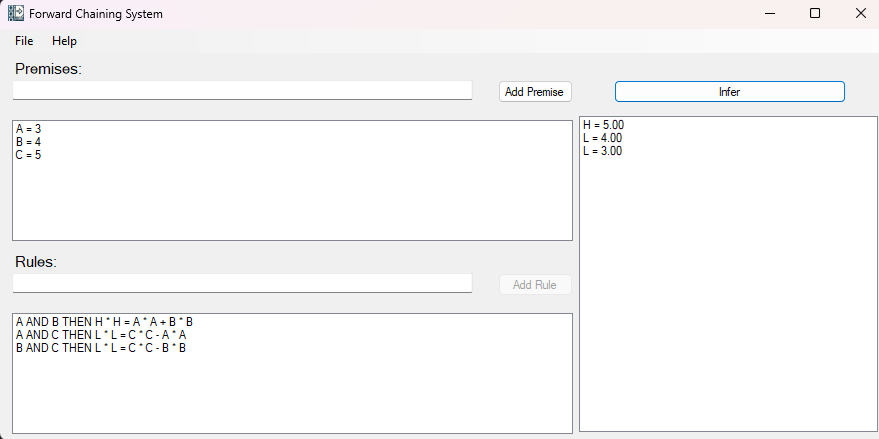 Forward Chaining System
File Help
Premises:
Add Premise
Infer
A = 3
B = 4
C = 5
H = 5.00
L = 4.00
L = 3.00
Rules:
Add Rule
A AND B THEN H * H = A * A + B * B
A AND C THEN L * L = C * C - A * A
B AND C THEN L * L = C * C - B * B